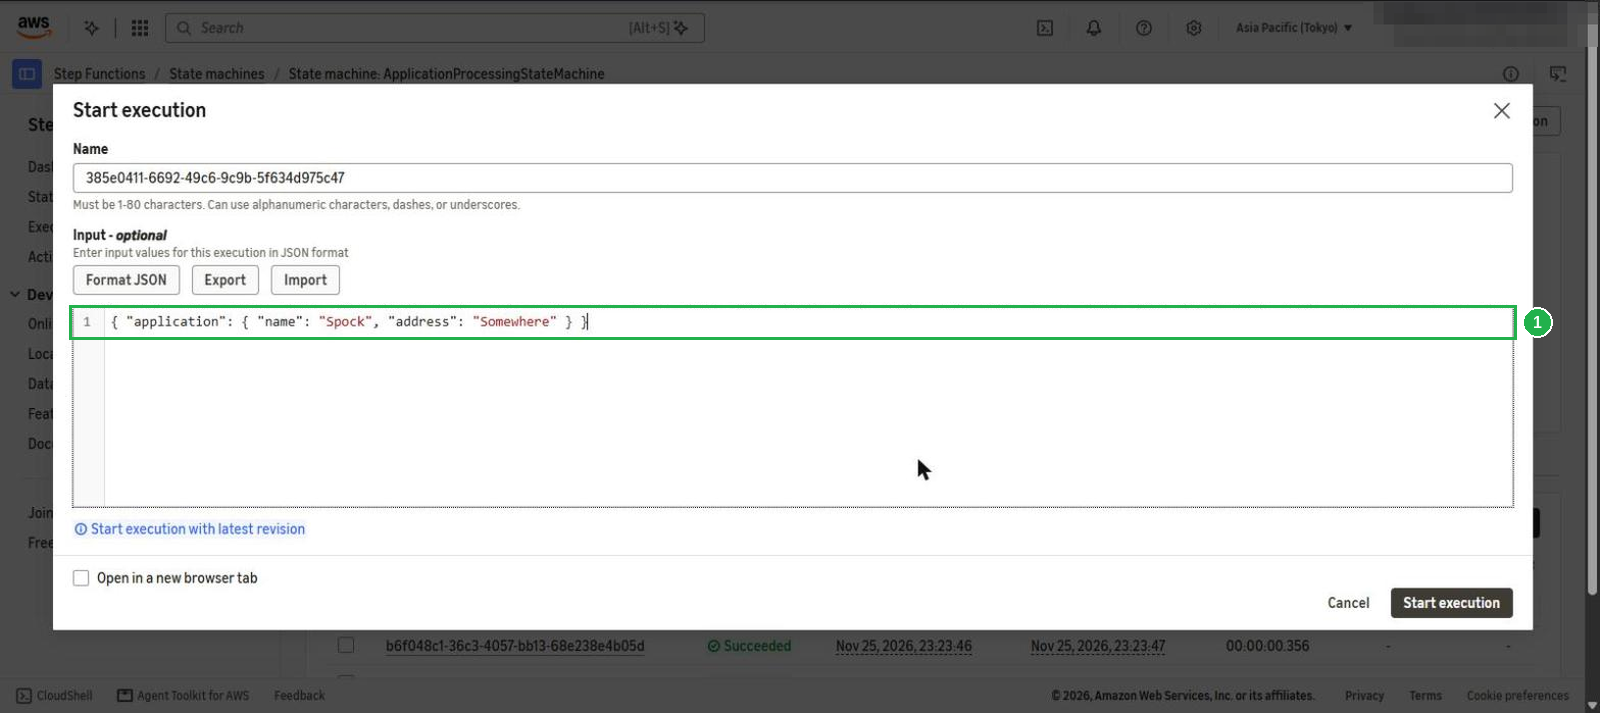 aws
Search [Alt+S]
Asia Pacific (Tokyo)
Step Functions / State machines / State machine: ApplicationProcessingStateMachine
Start execution
Name
385e0411-6692-49c6-9c9b-5f634d975c47
Must be 1-80 characters. Can use alphanumeric characters, dashes, or underscores.
Input - optional
Enter input values for this execution in JSON format
Format JSON Export Import
1 { "application": { "name": "Spock", "address": "Somewhere" } }
1
Start execution with latest revision
Open in a new browser tab
Cancel Start execution
b6f048c1-36c3-4057-bb13-68e238e4b05d Succeeded Nov 25, 2026, 23:23:46 Nov 25, 2026, 23:23:47 00:00:00.356 - -
CloudShell Agent Toolkit for AWS Feedback © 2026, Amazon Web Services, Inc. or its affiliates. Privacy Terms Cookie preferences